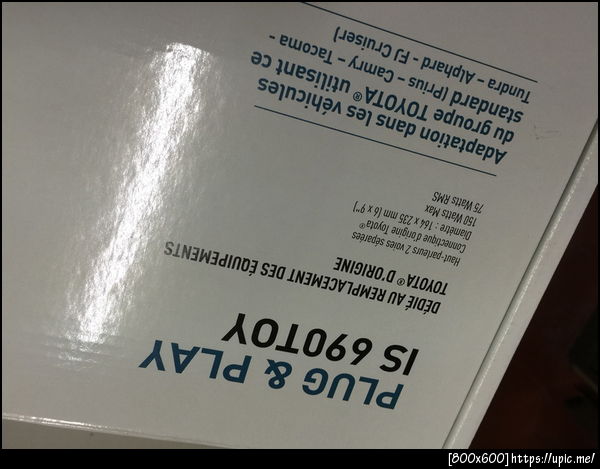 PLUG & PLAY
IS 690TOY
DÉDIÉ AU REMPLACEMENT DES ÉQUIPEMENTS
TOYOTA® D'ORIGINE
Haut-parleurs 2 voies séparées
Connectique d'origine Toyota®
Diamètre : 164 x 235 mm (6 x 9")
150 Watts Max
75 Watts RMS
Adaptation dans les véhicules
du groupe TOYOTA® utilisant ce
standard (Prius - Camry - Tacoma -
Tundra - Alphard - FJ Cruiser)
[800x600]https://upic.me/